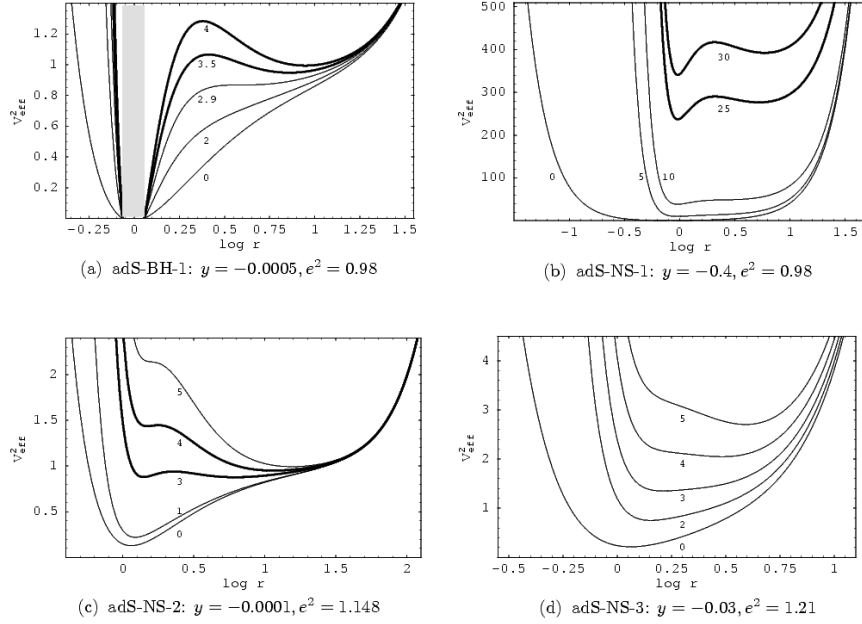 1.2
1
0.8
0.6
0.4
0.2
V²eff
4
3.5
2.9
2
0
-0.25 0 0.25 0.5 0.75 1 1.25 1.5
log r
(a) adS-BH-1: y = −0.0005, e² = 0.98
500
400
300
200
100
V²eff
30
25
0 5 10
-1 -0.5 0 0.5 1 1.5
log r
(b) adS-NS-1: y = −0.4, e² = 0.98
2
1.5
1
0.5
V²eff
5
4
3
1
0
0 0.5 1 1.5 2
log r
(c) adS-NS-2: y = −0.0001, e² = 1.148
4
3
2
1
V²eff
5
4
3
2
0
-0.5 -0.25 0 0.25 0.5 0.75 1
log r
(d) adS-NS-3: y = −0.03, e² = 1.21